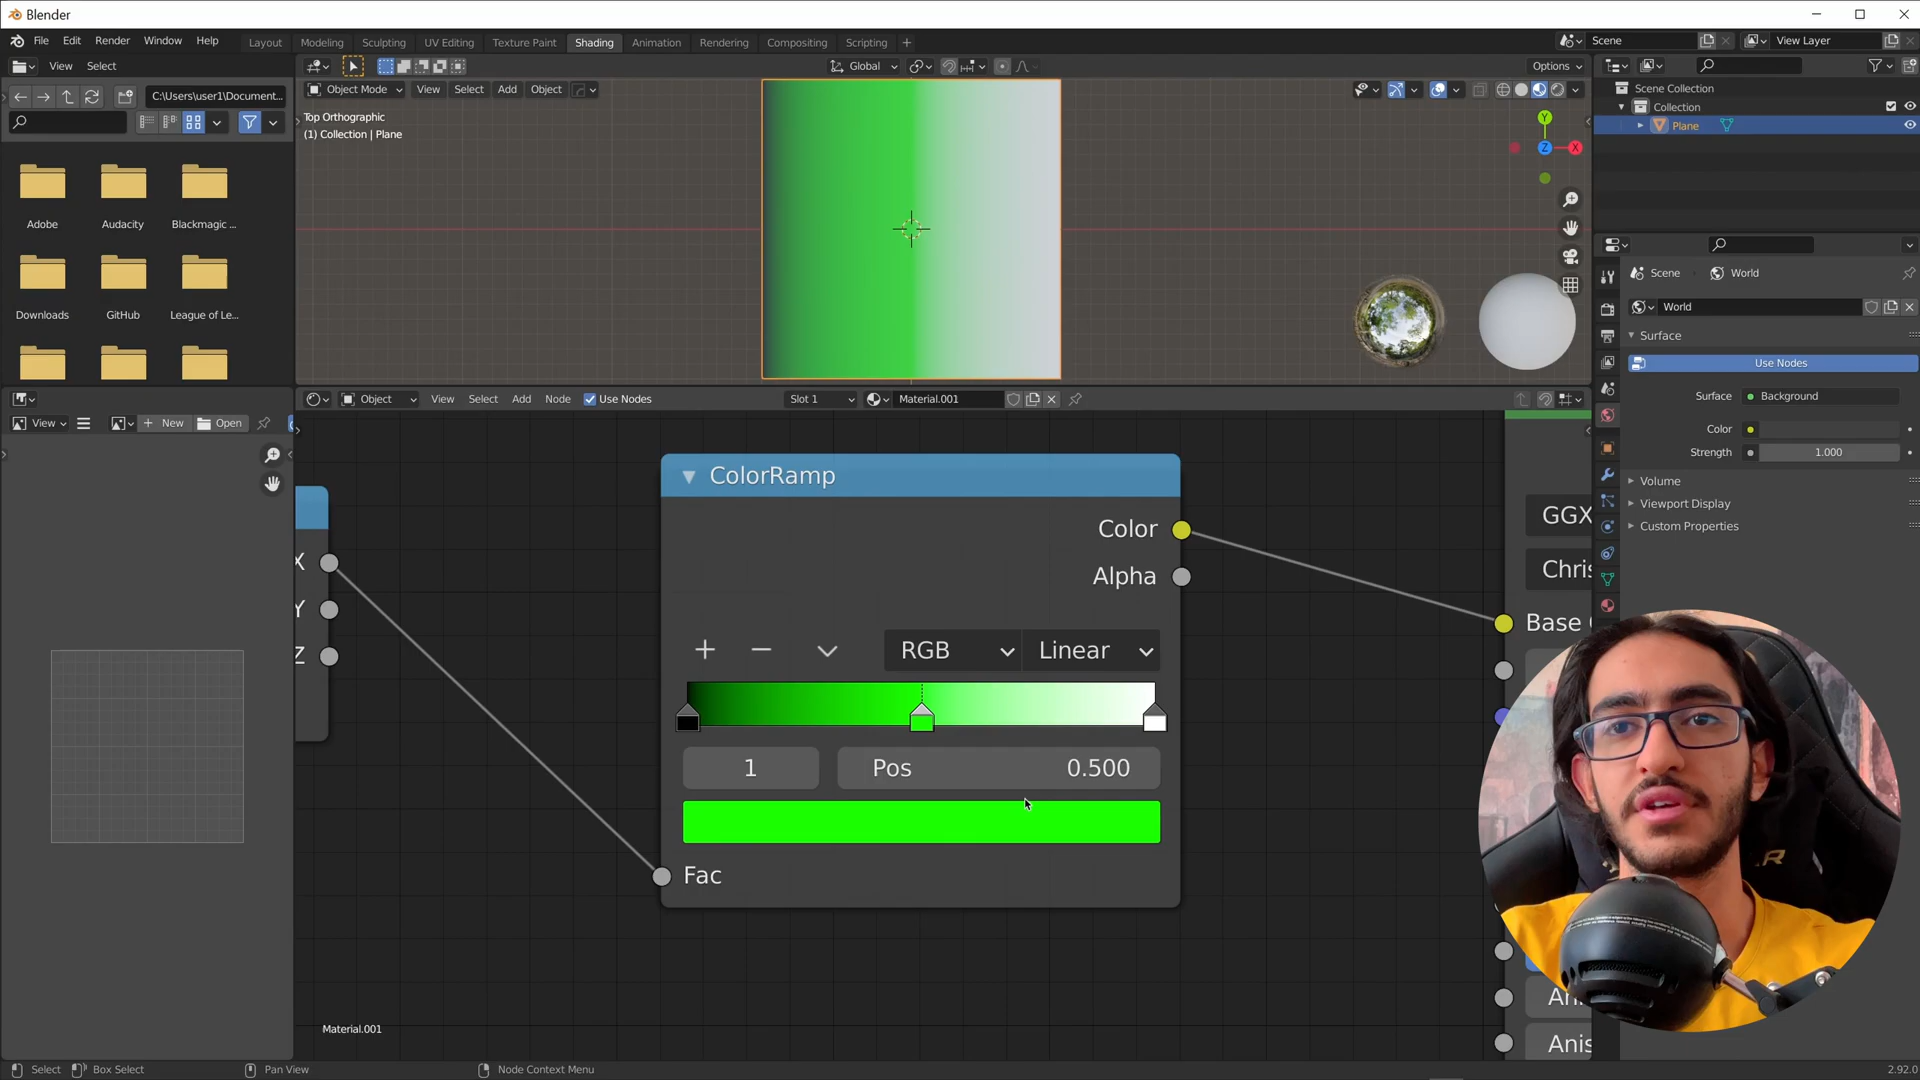 Blender
File Edit Render Window Help
Layout Modeling Sculpting UV Editing Texture Paint Shading Animation Rendering Compositing Scripting +
Scene
View Layer
View Select
C:\Users\user1\Document...
Global
Options
Object Mode View Select Add Object
Top Orthographic
(1) Collection | Plane
Y
Z
X
Scene Collection
Collection
Plane
Adobe
Audacity
Blackmagic ...
Downloads
GitHub
League of Le...
Scene World
World
Surface
Use Nodes
Surface Background
Color
Strength 1.000
Volume
Viewport Display
Custom Properties
View
New
Open
Object View Select Add Node Use Nodes
Slot 1
Material.001
ColorRamp
Color
Alpha
RGB
Linear
1
Pos 0.500
Fac
X
Y
Z
GGX
Chris
Base
An
Anis
Material.001
Select
Box Select
Pan View
Node Context Menu
2.92.0